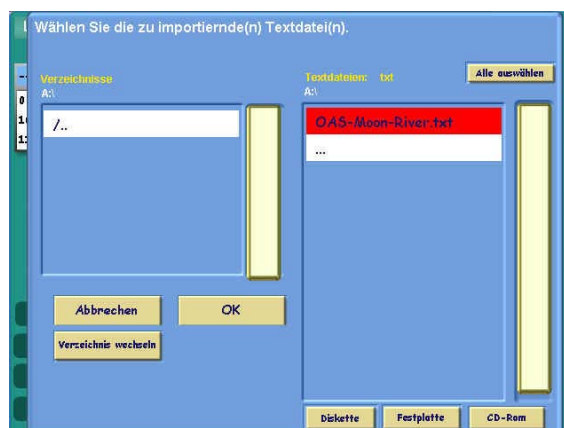 Wählen Sie die zu importiernde(n) Textdatei(n).
Verzeichnisse
A:\
/..
Textdateien: txt
A:\
Alle auswählen
OAS-Moon-River.txt
...
Abbrechen
OK
Verzeichnis wechseln
Diskette
Festplatte
CD-Rom